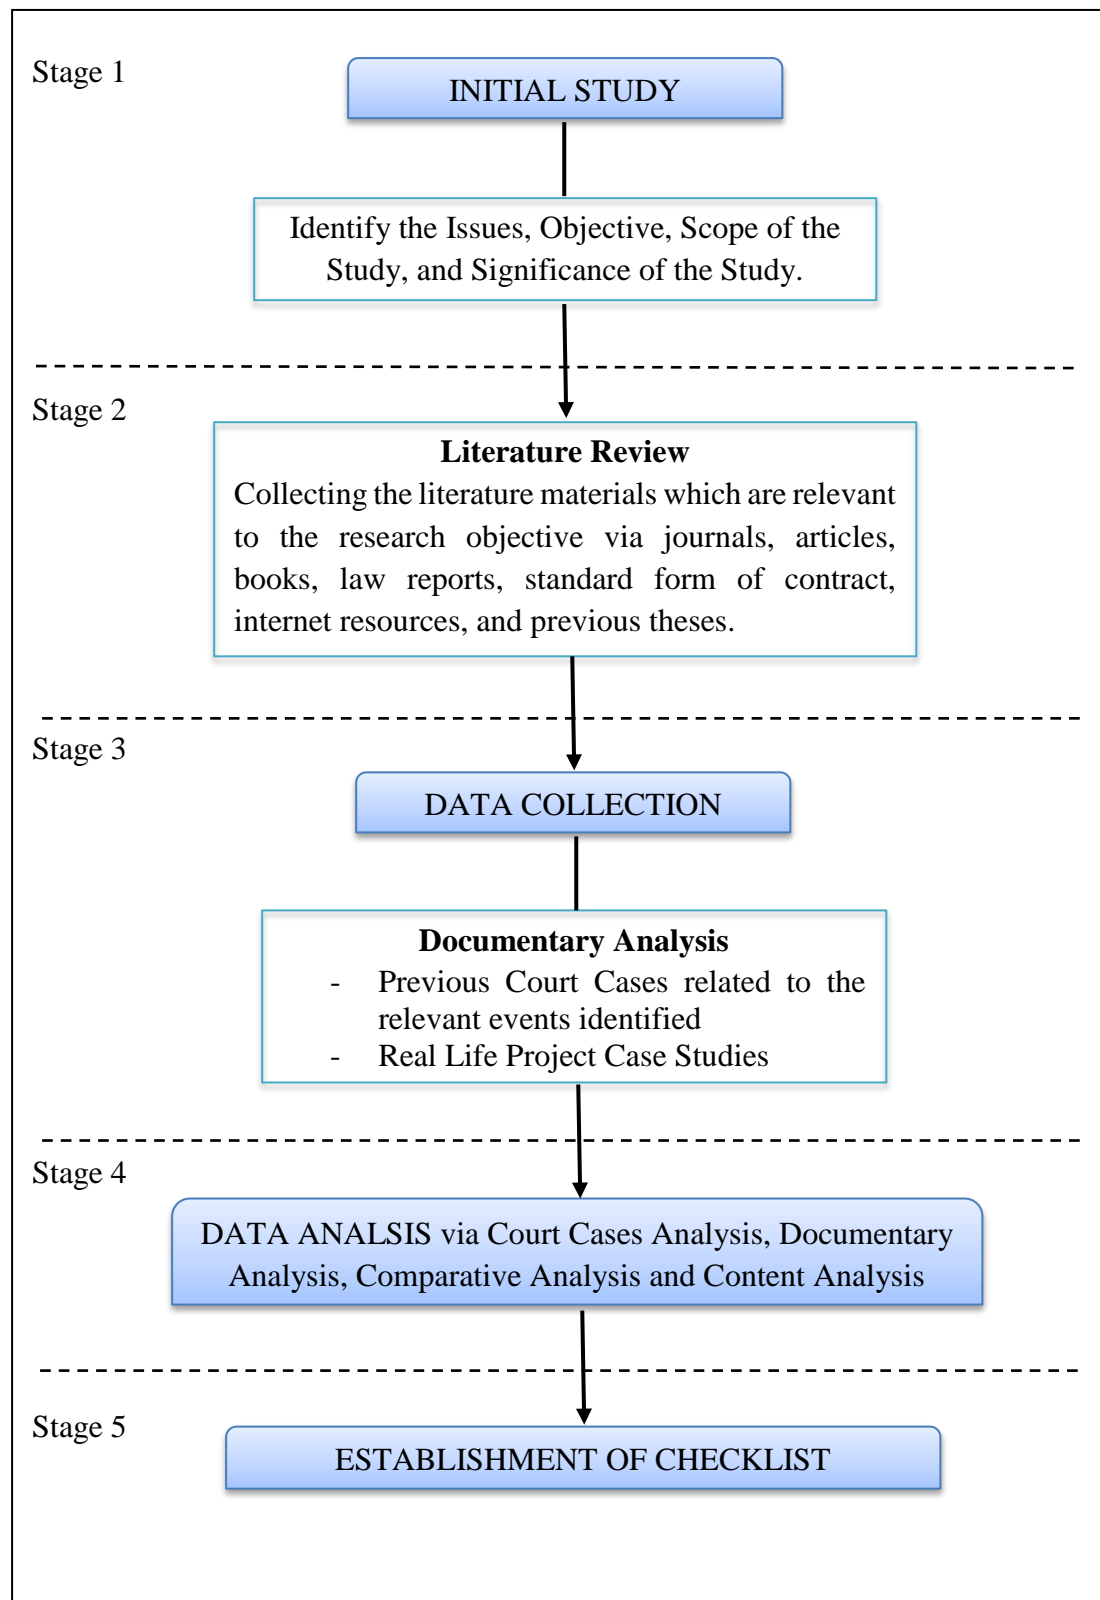 Stage 1
INITIAL STUDY
Identify the Issues, Objective, Scope of the
Study, and Significance of the Study.
Stage 2
Literature Review
Collecting the literature materials which are relevant
to the research objective via journals, articles,
books, law reports, standard form of contract,
internet resources, and previous theses.
Stage 3
DATA COLLECTION
Documentary Analysis
- Previous Court Cases related to the
relevant events identified
- Real Life Project Case Studies
Stage 4
DATA ANALSIS via Court Cases Analysis, Documentary
Analysis, Comparative Analysis and Content Analysis
Stage 5
ESTABLISHMENT OF CHECKLIST